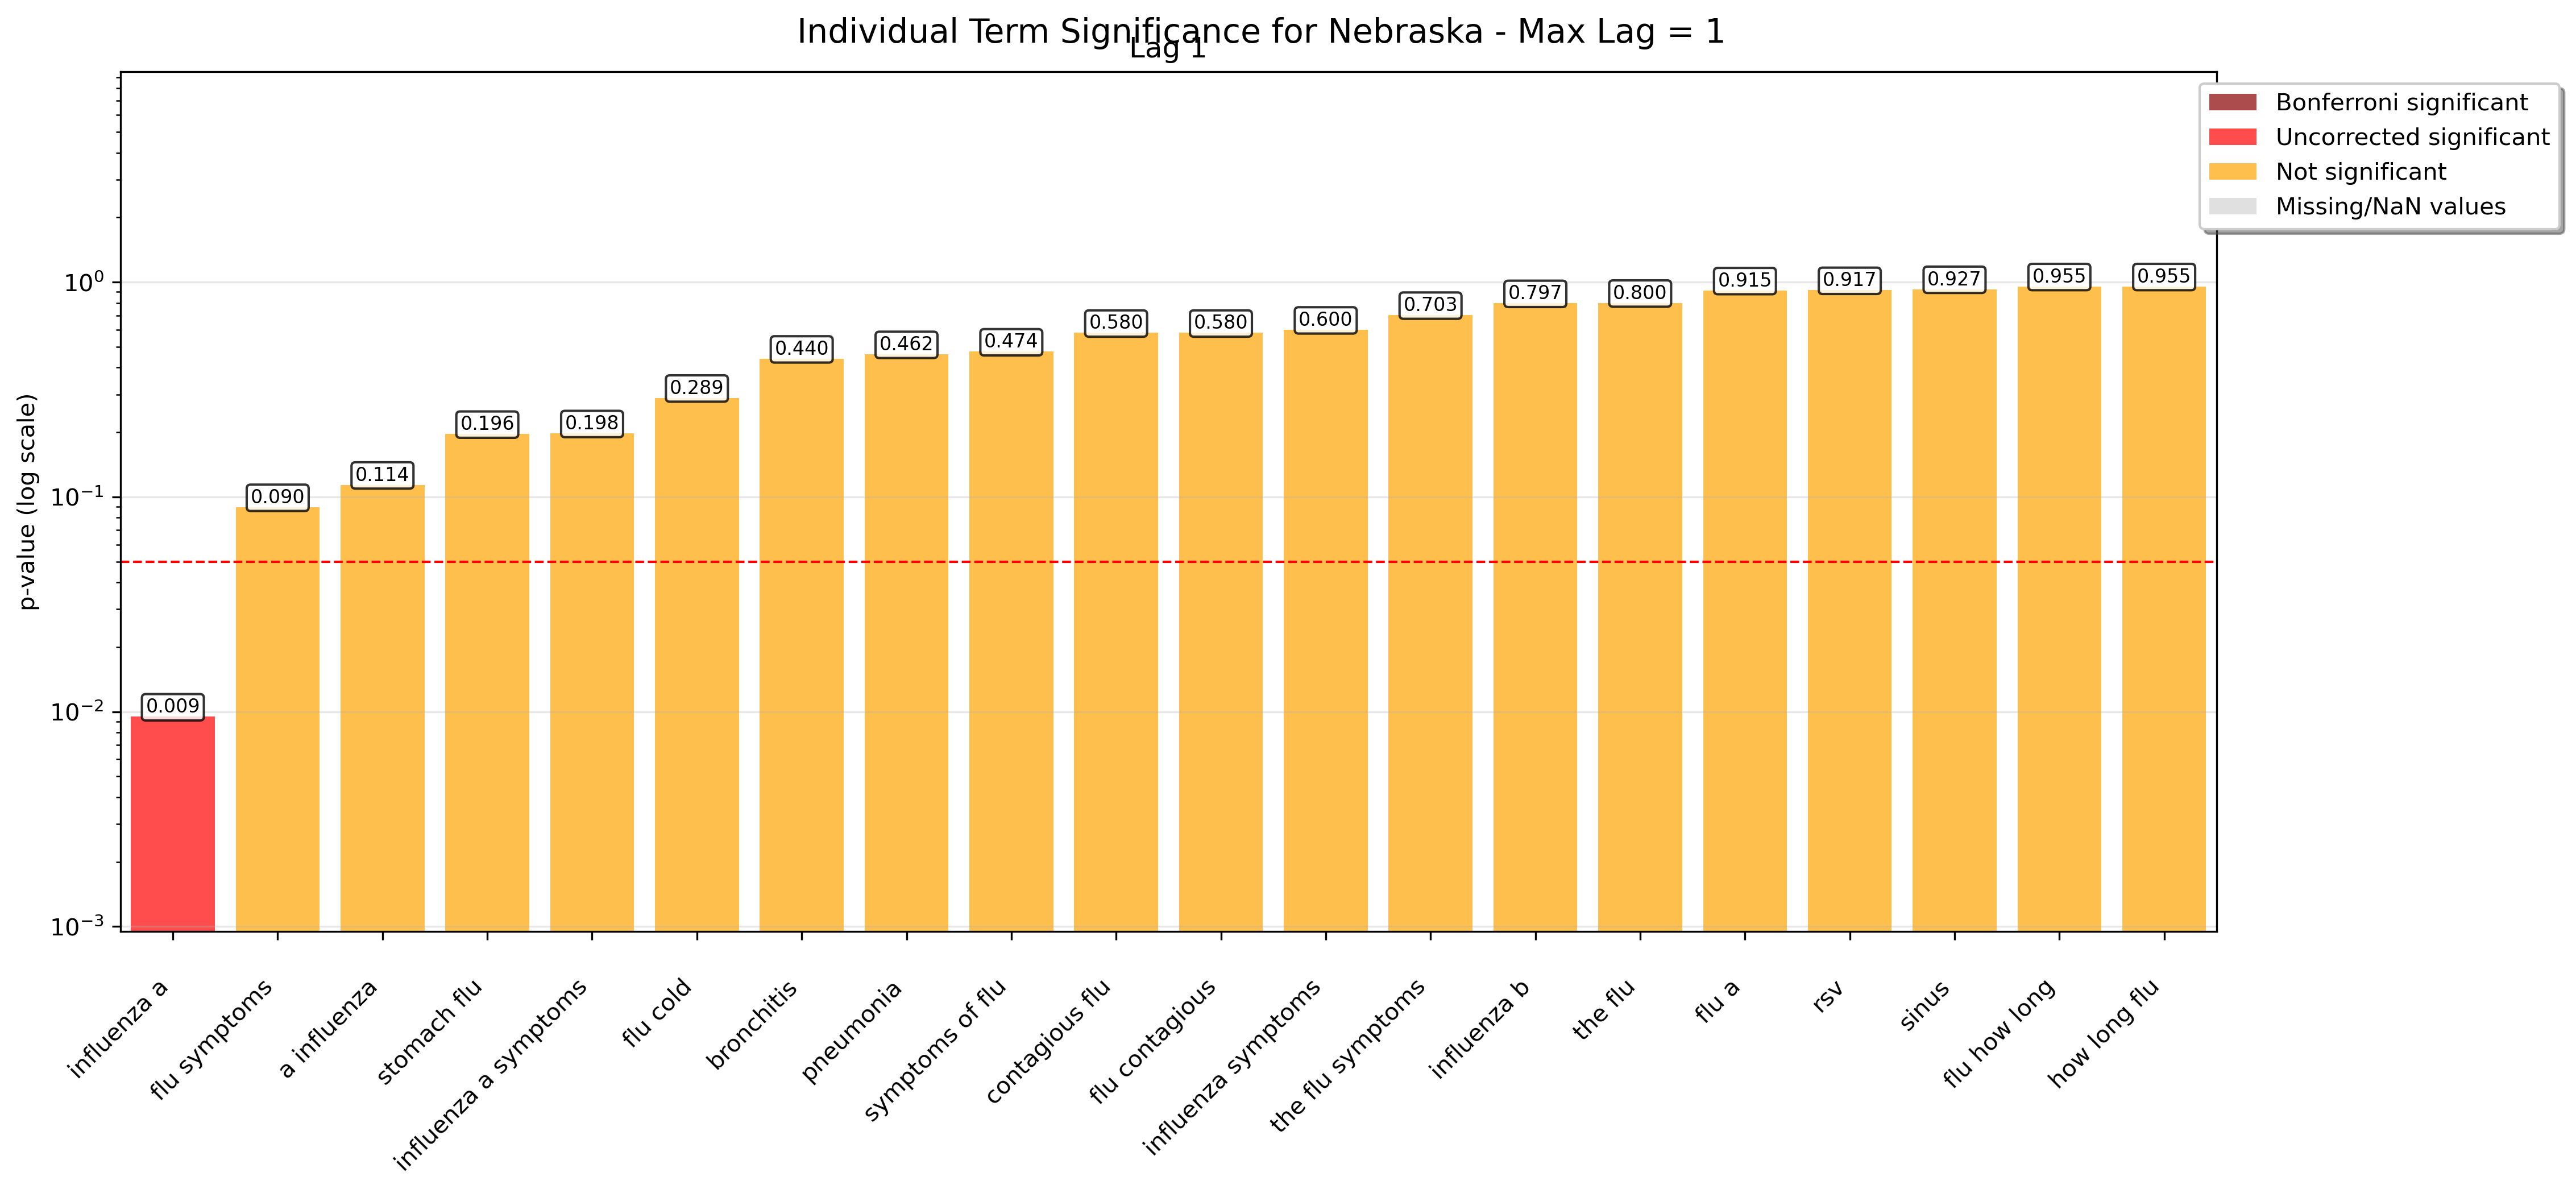 Individual Term Significance for Nebraska - Max Lag = 1
Lag 1
Bonferroni significant
Uncorrected significant
Not significant
Missing/NaN values
p-value (log scale)
10⁰
10⁻¹
10⁻²
10⁻³
0.009
0.090
0.114
0.196
0.198
0.289
0.440
0.462
0.474
0.580
0.580
0.600
0.703
0.797
0.800
0.915
0.917
0.927
0.955
0.955
influenza a
flu symptoms
a influenza
stomach flu
influenza a symptoms
flu cold
bronchitis
pneumonia
symptoms of flu
contagious flu
flu contagious
influenza symptoms
the flu symptoms
influenza b
the flu
flu a
rsv
sinus
flu how long
how long flu